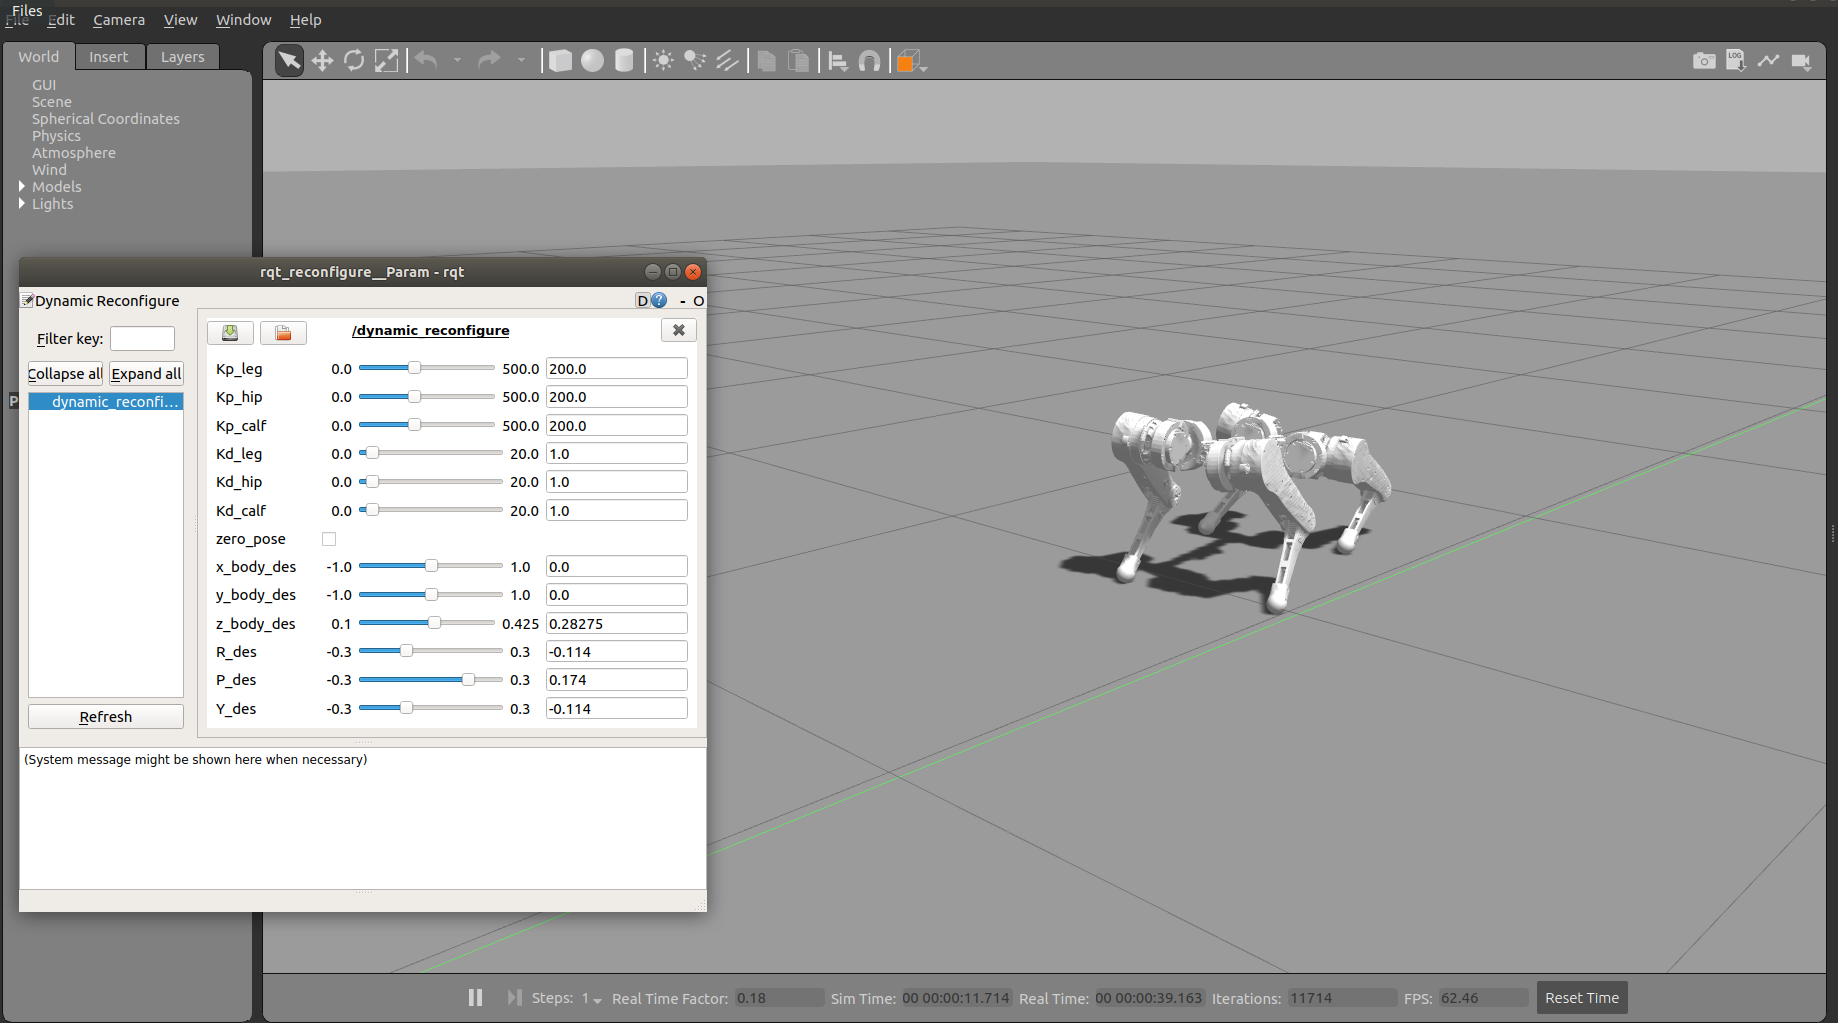 Files
File Edit Camera View Window Help
World Insert Layers
LOG
GUI
Scene
Spherical Coordinates
Physics
Atmosphere
Wind
Models
Lights
rqt_reconfigure__Param - rqt
Dynamic Reconfigure D ? - O
Filter key:
Collapse all Expand all
dynamic_reconfi...
Refresh
/dynamic_reconfigure
Kp_leg 0.0 500.0 200.0
Kp_hip 0.0 500.0 200.0
Kp_calf 0.0 500.0 200.0
Kd_leg 0.0 20.0 1.0
Kd_hip 0.0 20.0 1.0
Kd_calf 0.0 20.0 1.0
zero_pose
x_body_des -1.0 1.0 0.0
y_body_des -1.0 1.0 0.0
z_body_des 0.1 0.425 0.28275
R_des -0.3 0.3 -0.114
P_des -0.3 0.3 0.174
Y_des -0.3 0.3 -0.114
(System message might be shown here when necessary)
P
Steps: 1 Real Time Factor: 0.18 Sim Time: 00 00:00:11.714 Real Time: 00 00:00:39.163 Iterations: 11714 FPS: 62.46 Reset Time